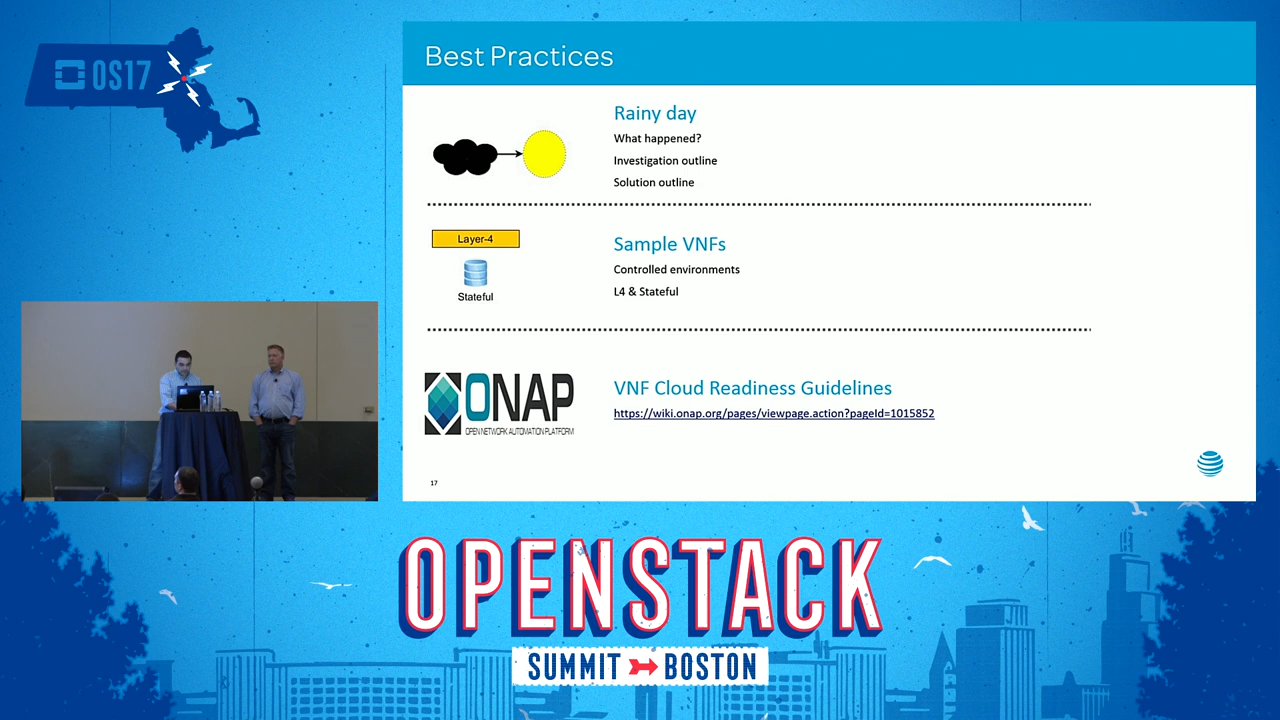 OS17
Best Practices
Rainy day
What happened?
Investigation outline
Solution outline
Layer-4
Stateful
Sample VNFs
Controlled environments
L4 & Stateful
ONAP
OPEN NETWORK AUTOMATION PLATFORM
VNF Cloud Readiness Guidelines
https://wiki.onap.org/pages/viewpage.action?pageId=1015852
17
OPENSTACK
SUMMIT BOSTON